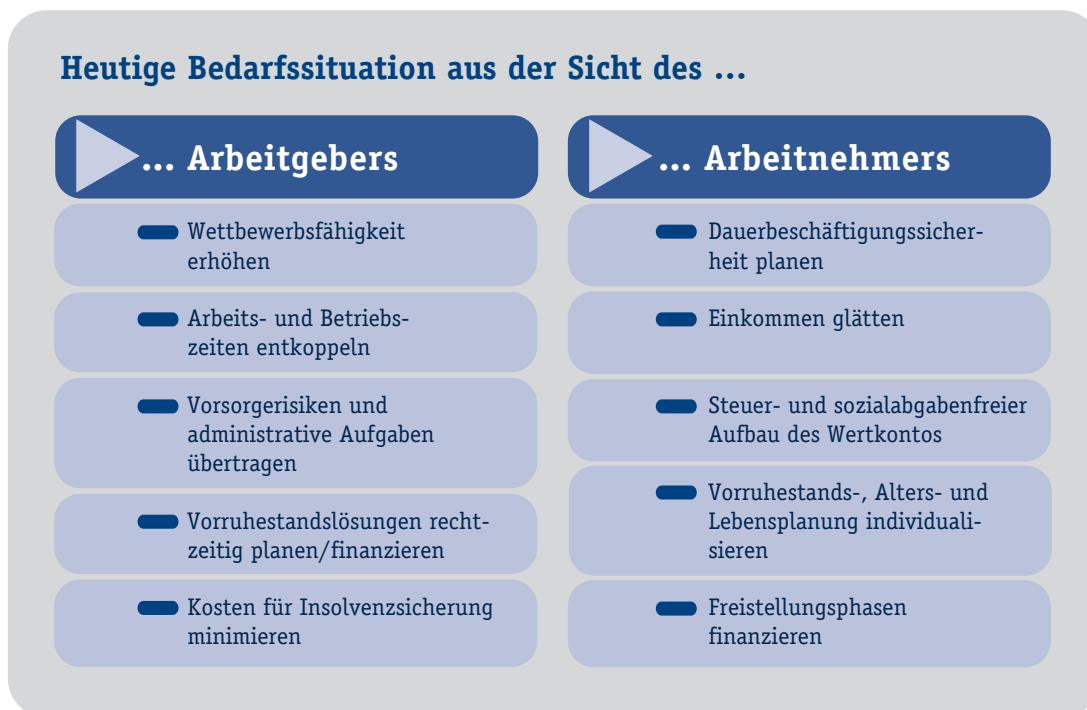 Heutige Bedarfssituation aus der Sicht des ...
... Arbeitgebers
Wettbewerbsfähigkeit
erhöhen
Arbeits- und Betriebs-
zeiten entkoppeln
Vorsorgerisiken und
administrative Aufgaben
übertragen
Vorruhestandslösungen recht-
zeitig planen/finanzieren
Kosten für Insolvenzsicherung
minimieren
... Arbeitnehmers
Dauerbeschäftigungssicher-
heit planen
Einkommen glätten
Steuer- und sozialabgabenfreier
Aufbau des Wertkontos
Vorruhestands-, Alters- und
Lebensplanung individuali-
sieren
Freistellungsphasen
finanzieren